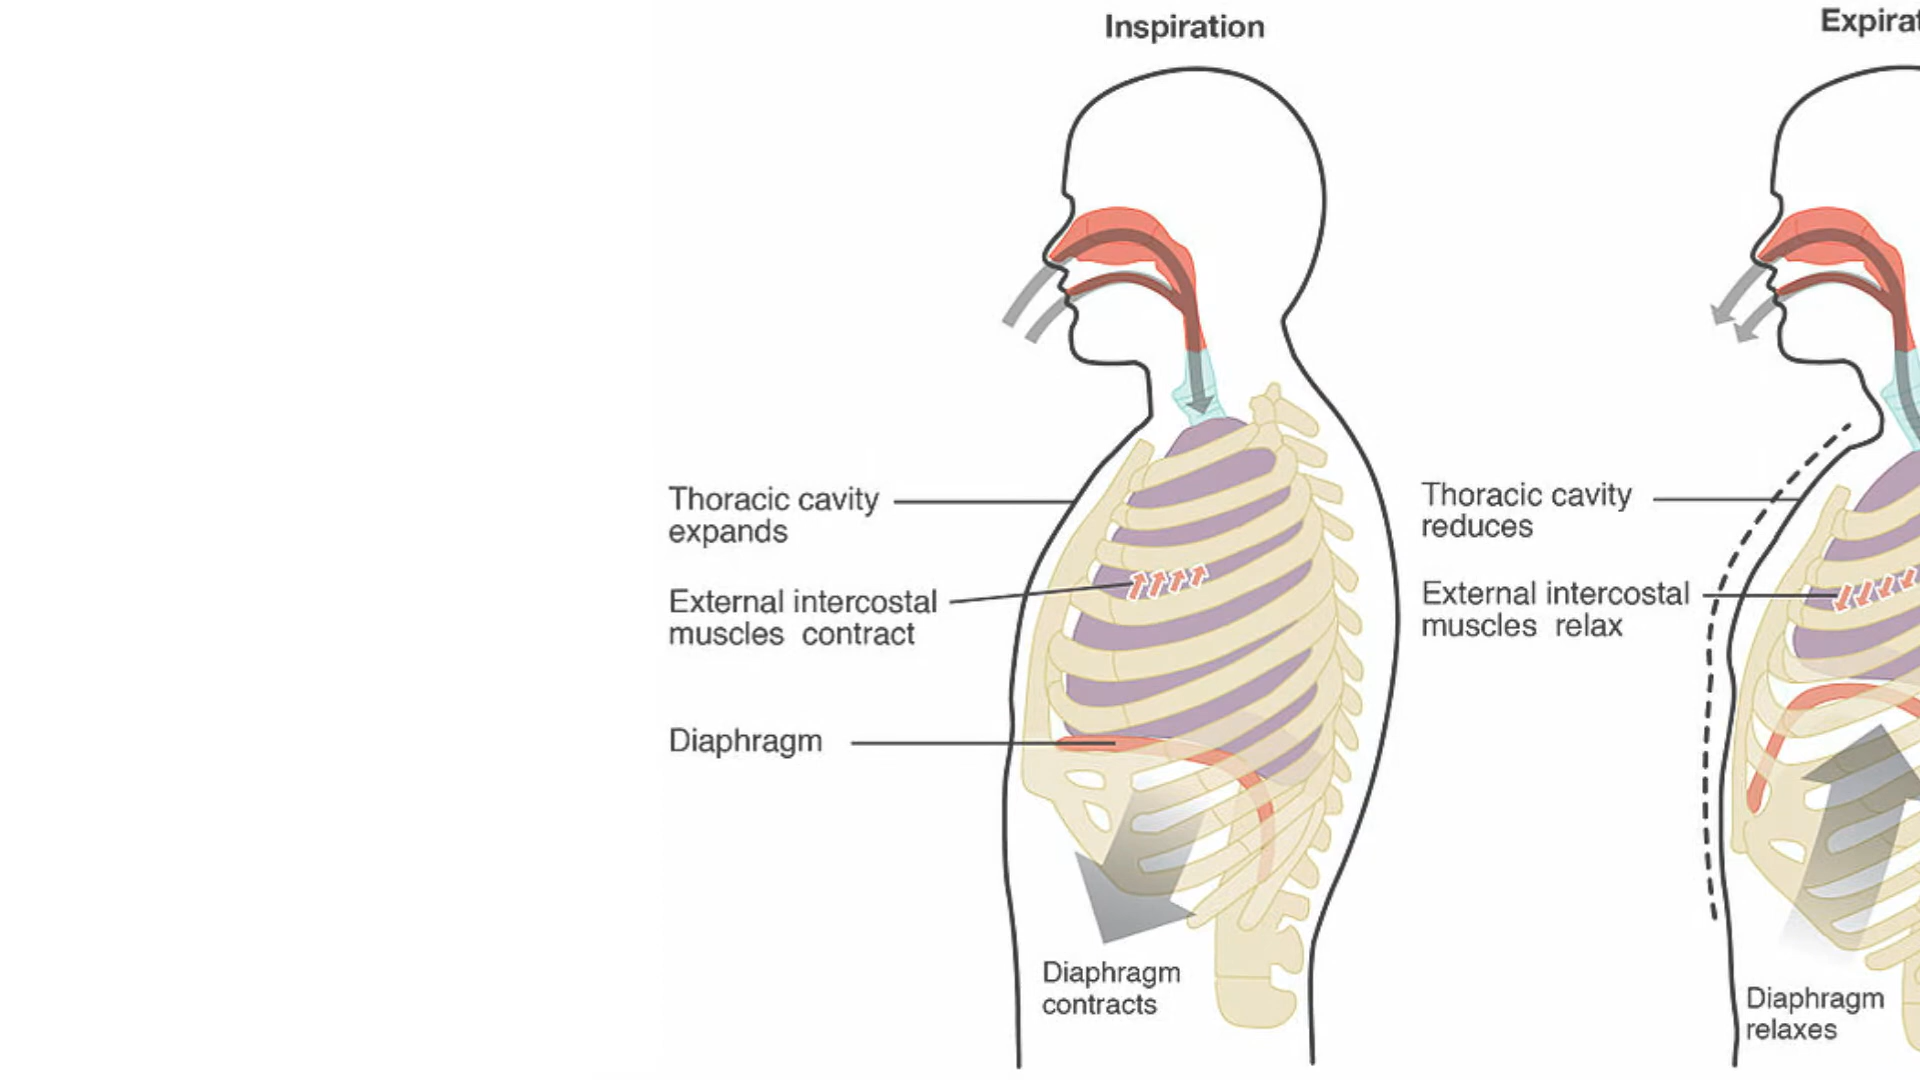 Inspiration
Thoracic cavity
expands
External intercostal
muscles contract
Diaphragm
Diaphragm
contracts
Expirat
Thoracic cavity
reduces
External intercostal
muscles relax
Diaphragm
relaxes